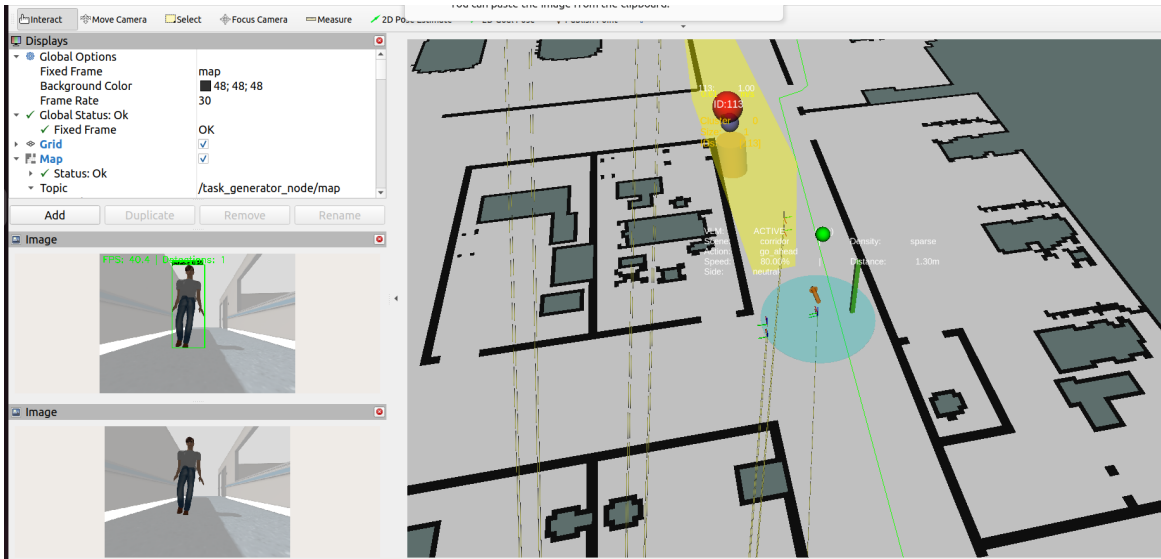 You can paste the image from the clipboard.
Interact Move Camera Select Focus Camera Measure 2D Pose Estimate
Displays
Global Options
Fixed Frame map
Background Color 48; 48; 48
Frame Rate 30
Global Status: Ok
Fixed Frame OK
Grid
Map
Status: Ok
Topic /task_generator_node/map
Add Duplicate Remove Rename
Image
FPS: 40.4 | Detections: 1
Image
113 1.00
ID:113
VLM: ACTIVE
Scene: corridor Density: sparse
Action: go_ahead
Speed: 80.00% Distance: 1.30m
Side: neutral